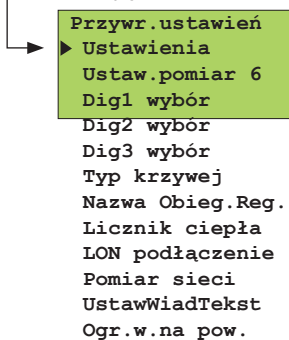 Przywr.ustawień
Ustawienia
Ustaw.pomiar 6
Dig1 wybór
Dig2 wybór
Dig3 wybór
Typ krzywej
Nazwa Obieg.Reg.
Licznik ciepła
LON podłączenie
Pomiar sieci
UstawWiadTekst
Ogr.w.na pow.